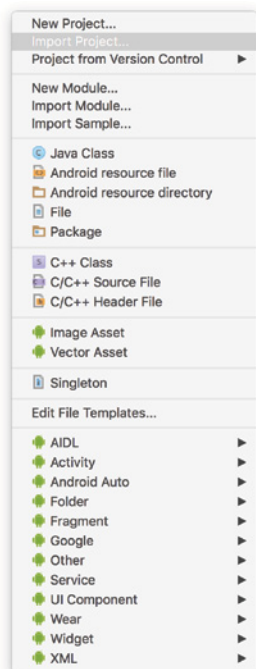 New Project...
Import Project...
Project from Version Control
New Module...
Import Module...
Import Sample...
Java Class
Android resource file
Android resource directory
File
Package
C++ Class
C/C++ Source File
C/C++ Header File
Image Asset
Vector Asset
Singleton
Edit File Templates...
AIDL
Activity
Android Auto
Folder
Fragment
Google
Other
Service
UI Component
Wear
Widget
XML